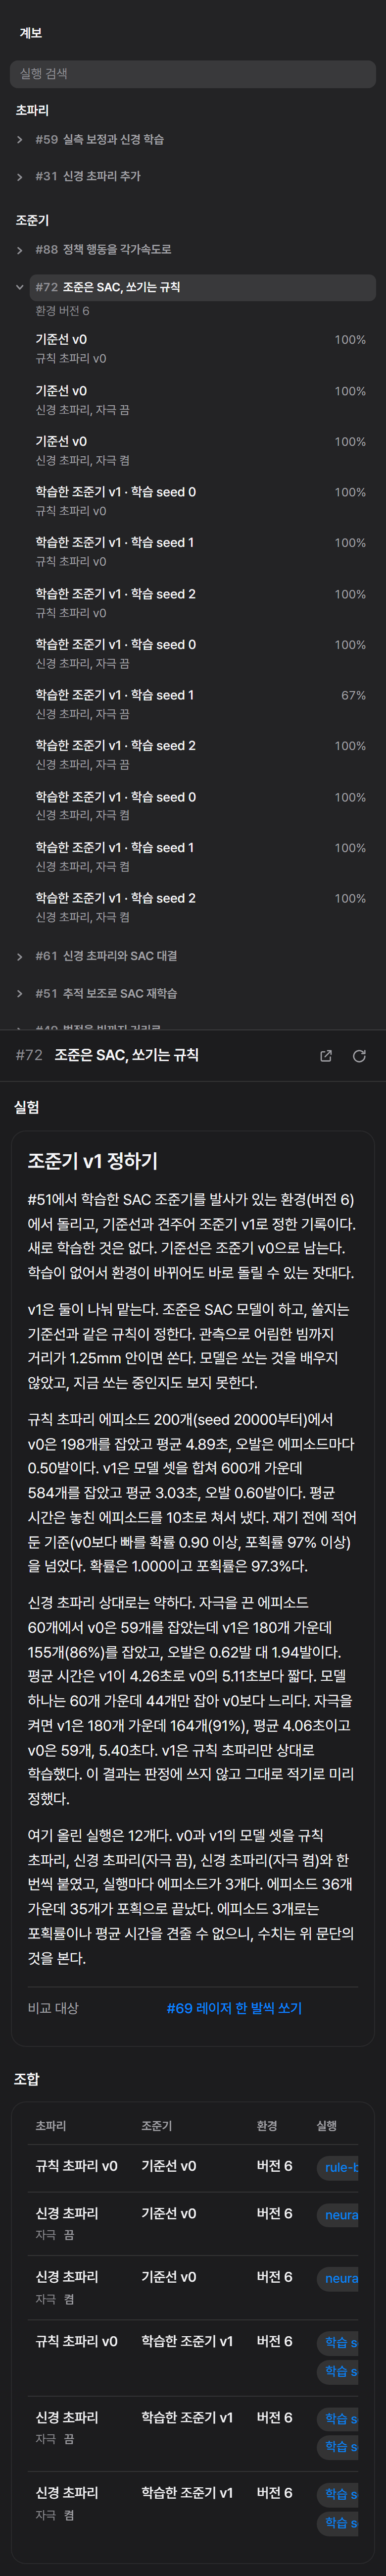 계보
실행 검색
초파리
#59 실측 보정과 신경 학습
#31 신경 초파리 추가
조준기
#88 정책 행동을 각가속도로
#72 조준은 SAC, 쏘기는 규칙
환경 버전 6
기준선 v0 100%
규칙 초파리 v0
기준선 v0 100%
신경 초파리, 자극 끔
기준선 v0 100%
신경 초파리, 자극 켬
학습한 조준기 v1 · 학습 seed 0 100%
규칙 초파리 v0
학습한 조준기 v1 · 학습 seed 1 100%
규칙 초파리 v0
학습한 조준기 v1 · 학습 seed 2 100%
규칙 초파리 v0
학습한 조준기 v1 · 학습 seed 0 100%
신경 초파리, 자극 끔
학습한 조준기 v1 · 학습 seed 1 67%
신경 초파리, 자극 끔
학습한 조준기 v1 · 학습 seed 2 100%
신경 초파리, 자극 끔
학습한 조준기 v1 · 학습 seed 0 100%
신경 초파리, 자극 켬
학습한 조준기 v1 · 학습 seed 1 100%
신경 초파리, 자극 켬
학습한 조준기 v1 · 학습 seed 2 100%
신경 초파리, 자극 켬
#61 신경 초파리와 SAC 대결
#51 추적 보조로 SAC 재학습
#72 조준은 SAC, 쏘기는 규칙
실험
조준기 v1 정하기
#51에서 학습한 SAC 조준기를 발사가 있는 환경(버전 6)
에서 돌리고, 기준선과 견주어 조준기 v1로 정한 기록이다.
새로 학습한 것은 없다. 기준선은 조준기 v0으로 남는다.
학습이 없어서 환경이 바뀌어도 바로 돌릴 수 있는 잣대다.
v1은 둘이 나눠 맡는다. 조준은 SAC 모델이 하고, 쏠지는
기준선과 같은 규칙이 정한다. 관측으로 어림한 빔까지
거리가 1.25mm 안이면 쏜다. 모델은 쏘는 것을 배우지
않았고, 지금 쏘는 중인지도 보지 못한다.
규칙 초파리 에피소드 200개(seed 20000부터)에서
v0은 198개를 잡았고 평균 4.89초, 오발은 에피소드마다
0.50발이다. v1은 모델 셋을 합쳐 600개 가운데
584개를 잡았고 평균 3.03초, 오발 0.60발이다. 평균
시간은 놓친 에피소드를 10초로 쳐서 냈다. 재기 전에 적어
둔 기준(v0보다 빠를 확률 0.90 이상, 포획률 97% 이상)
을 넘었다. 확률은 1.000이고 포획률은 97.3%다.
신경 초파리 상대로는 약하다. 자극을 끈 에피소드
60개에서 v0은 59개를 잡았는데 v1은 180개 가운데
155개(86%)를 잡았고, 오발은 0.62발 대 1.94발이다.
평균 시간은 v1이 4.26초로 v0의 5.11초보다 짧다. 모델
하나는 60개 가운데 44개만 잡아 v0보다 느리다. 자극을
켜면 v1은 180개 가운데 164개(91%), 평균 4.06초이고
v0은 59개, 5.40초다. v1은 규칙 초파리만 상대로
학습했다. 이 결과는 판정에 쓰지 않고 그대로 적기로 미리
정했다.
여기 올린 실행은 12개다. v0과 v1의 모델 셋을 규칙
초파리, 신경 초파리(자극 끔), 신경 초파리(자극 켬)와 한
번씩 붙였고, 실행마다 에피소드가 3개다. 에피소드 36개
가운데 35개가 포획으로 끝났다. 에피소드 3개로는
포획률이나 평균 시간을 견줄 수 없으니, 수치는 위 문단의
것을 본다.
비교 대상 #69 레이저 한 발씩 쏘기
조합
초파리 조준기 환경 실행
규칙 초파리 v0 기준선 v0 버전 6 rule-b
신경 초파리 기준선 v0 버전 6 neura
자극 끔
신경 초파리 기준선 v0 버전 6 neura
자극 켬
규칙 초파리 v0 학습한 조준기 v1 버전 6 학습 s
학습 s
신경 초파리 학습한 조준기 v1 버전 6 학습 s
자극 끔 학습 s
신경 초파리 학습한 조준기 v1 버전 6 학습 s
자극 켬 학습 s